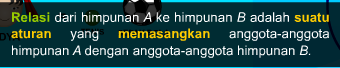 Relasi dari himpunan A ke himpunan B adalah suatu
aturan yang memasangkan anggota-anggota
himpunan A dengan anggota-anggota himpunan B.